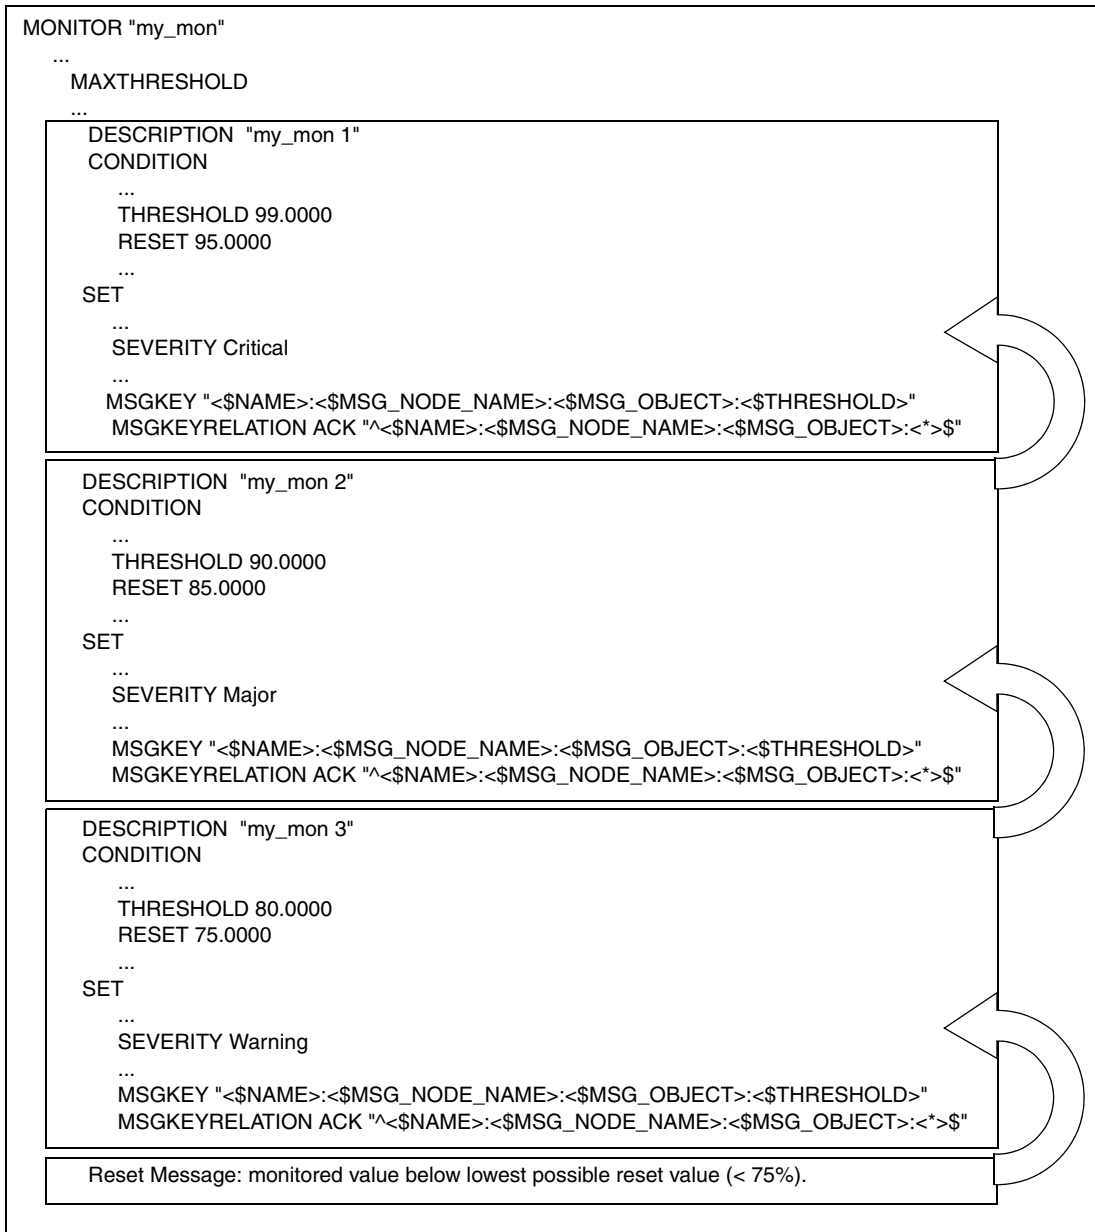 MONITOR "my_mon"
...
MAXTHRESHOLD
...
DESCRIPTION "my_mon 1"
CONDITION
...
THRESHOLD 99.0000
RESET 95.0000
...
SET
...
SEVERITY Critical
...
MSGKEY "<$NAME>:<$MSG_NODE_NAME>:<$MSG_OBJECT>:<$THRESHOLD>"
MSGKEYRELATION ACK "^<$NAME>:<$MSG_NODE_NAME>:<$MSG_OBJECT>:<*>$"
DESCRIPTION "my_mon 2"
CONDITION
...
THRESHOLD 90.0000
RESET 85.0000
...
SET
...
SEVERITY Major
...
MSGKEY "<$NAME>:<$MSG_NODE_NAME>:<$MSG_OBJECT>:<$THRESHOLD>"
MSGKEYRELATION ACK "^<$NAME>:<$MSG_NODE_NAME>:<$MSG_OBJECT>:<*>$"
DESCRIPTION "my_mon 3"
CONDITION
...
THRESHOLD 80.0000
RESET 75.0000
...
SET
...
SEVERITY Warning
...
MSGKEY "<$NAME>:<$MSG_NODE_NAME>:<$MSG_OBJECT>:<$THRESHOLD>"
MSGKEYRELATION ACK "^<$NAME>:<$MSG_NODE_NAME>:<$MSG_OBJECT>:<*>$"
Reset Message: monitored value below lowest possible reset value (< 75%).